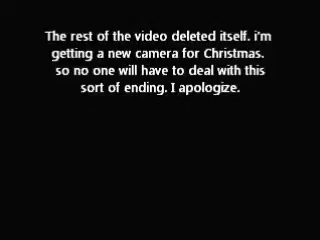 The rest of the video deleted itself. i'm
getting a new camera for Christmas.
so no one will have to deal with this
sort of ending. I apologize.